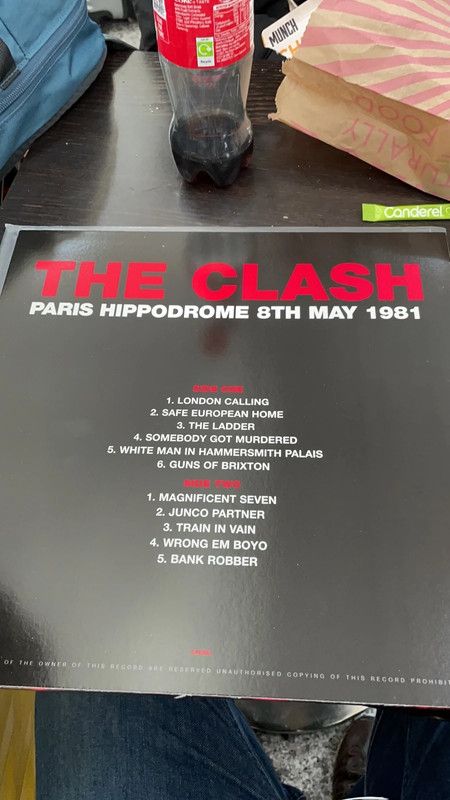 MUNCH
Recycle
TURALLY
FOOD
Canderel
THE CLASH
PARIS HIPPODROME 8TH MAY 1981
SIDE ONE
1. LONDON CALLING
2. SAFE EUROPEAN HOME
3. THE LADDER
4. SOMEBODY GOT MURDERED
5. WHITE MAN IN HAMMERSMITH PALAIS
6. GUNS OF BRIXTON
SIDE TWO
1. MAGNIFICENT SEVEN
2. JUNCO PARTNER
3. TRAIN IN VAIN
4. WRONG EM BOYO
5. BANK ROBBER
OF THE OWNER OF THIS RECORD ARE RESERVED UNAUTHORISED COPYING OF THIS RECORD PROHIBIT